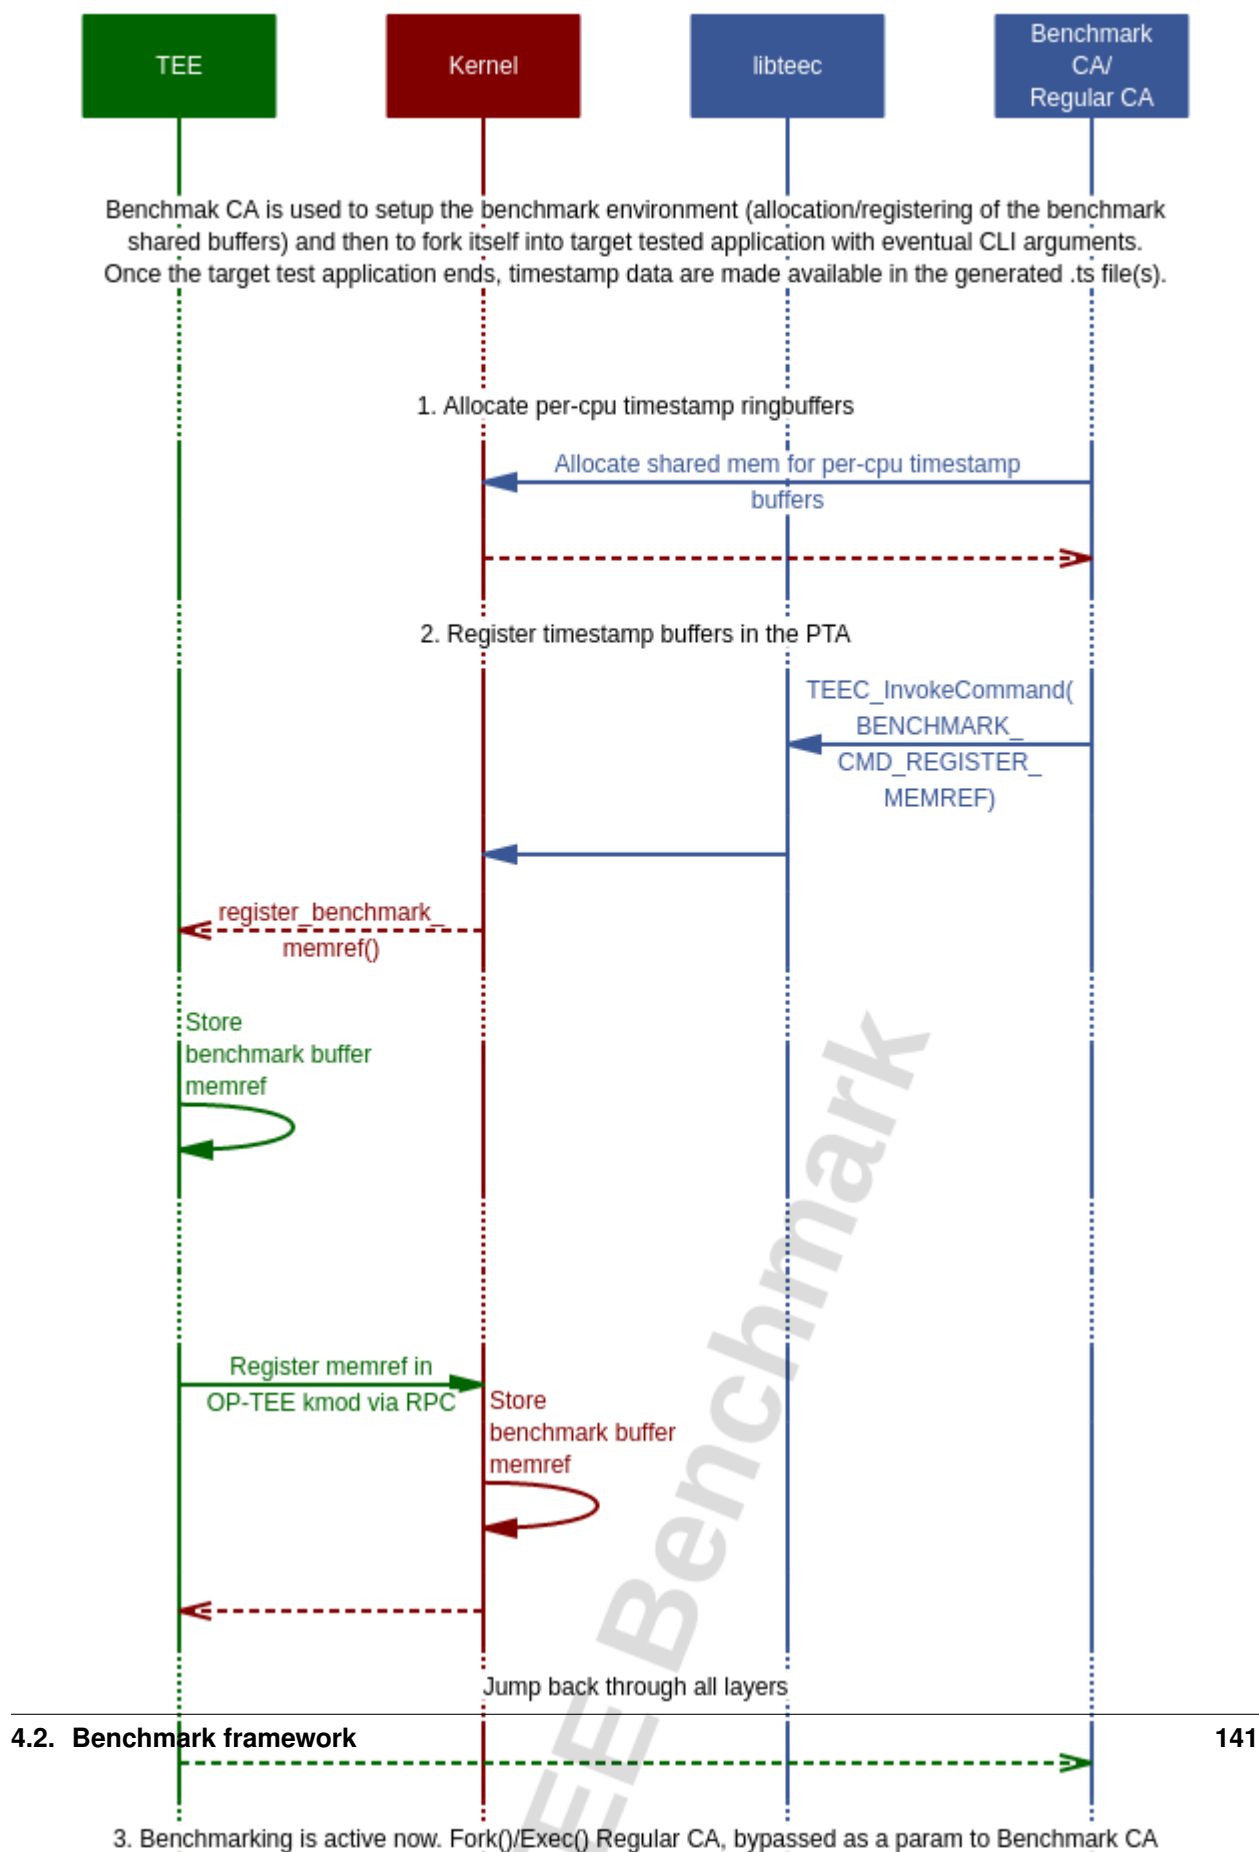 TEE
Kernel
libteec
Benchmark
CA/
Regular CA
Benchmak CA is used to setup the benchmark environment (allocation/registering of the benchmark
shared buffers) and then to fork itself into target tested application with eventual CLI arguments.
Once the target test application ends, timestamp data are made available in the generated .ts file(s).
1. Allocate per-cpu timestamp ringbuffers
Allocate shared mem for per-cpu timestamp
buffers
2. Register timestamp buffers in the PTA
TEEC_InvokeCommand(
BENCHMARK_
CMD_REGISTER_
MEMREF)
register_benchmark_
memref()
Store
benchmark buffer
memref
Register memref in
OP-TEE kmod via RPC
Store
benchmark buffer
memref
Jump back through all layers
4.2. Benchmark framework
141
3. Benchmarking is active now. Fork()/Exec() Regular CA, bypassed as a param to Benchmark CA
EE Benchmark